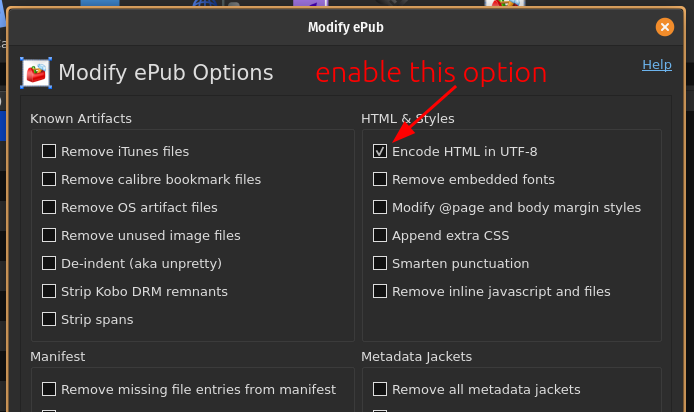 Modify ePub
Modify ePub Options
enable this option
Help
Known Artifacts
Remove iTunes files
Remove calibre bookmark files
Remove OS artifact files
Remove unused image files
De-indent (aka unpretty)
Strip Kobo DRM remnants
Strip spans
HTML & Styles
Encode HTML in UTF-8
Remove embedded fonts
Modify @page and body margin styles
Append extra CSS
Smarten punctuation
Remove inline javascript and files
Manifest
Remove missing file entries from manifest
Metadata Jackets
Remove all metadata jackets